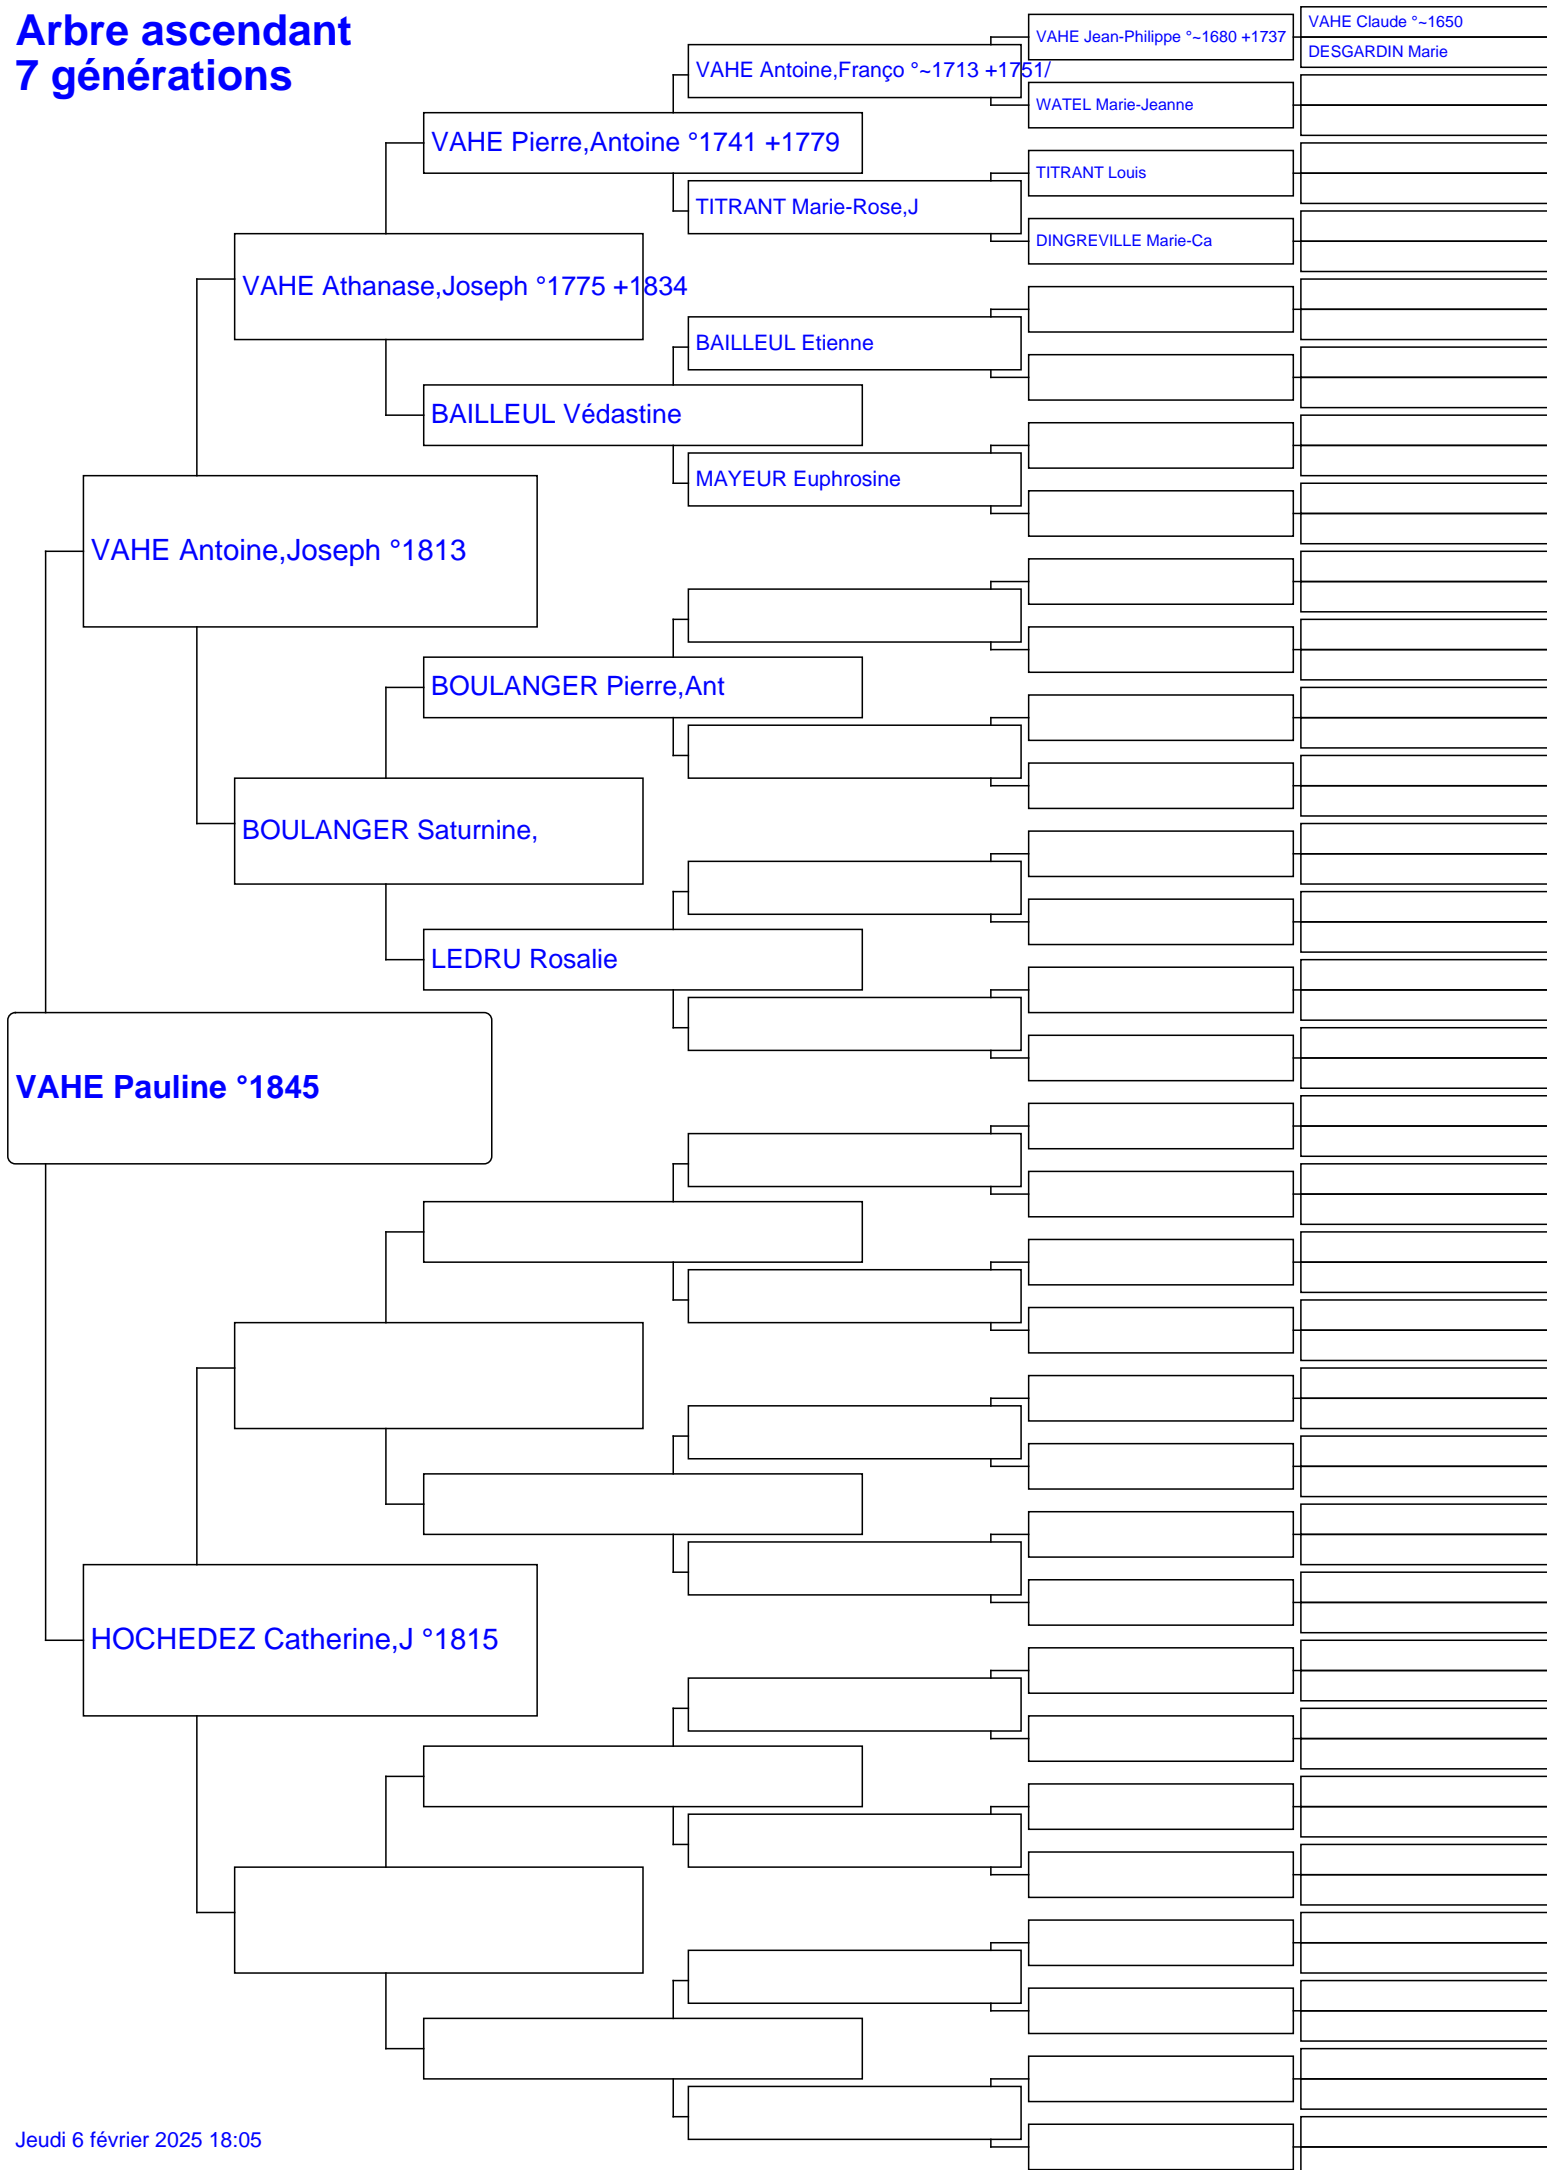 Arbre ascendant
7 générations
VAHE Claude °~1650
VAHE Jean-Philippe °~1680 +1737
DESGARDIN Marie
VAHE Antoine,Franço °~1713 +1751/
WATEL Marie-Jeanne
VAHE Pierre,Antoine °1741 +1779
TITRANT Louis
TITRANT Marie-Rose,J
DINGREVILLE Marie-Ca
VAHE Athanase,Joseph °1775 +1834
BAILLEUL Etienne
BAILLEUL Védastine
MAYEUR Euphrosine
VAHE Antoine,Joseph °1813
BOULANGER Pierre,Ant
BOULANGER Saturnine,
LEDRU Rosalie
VAHE Pauline °1845
HOCHEDEZ Catherine,J °1815
Jeudi 6 février 2025 18:05